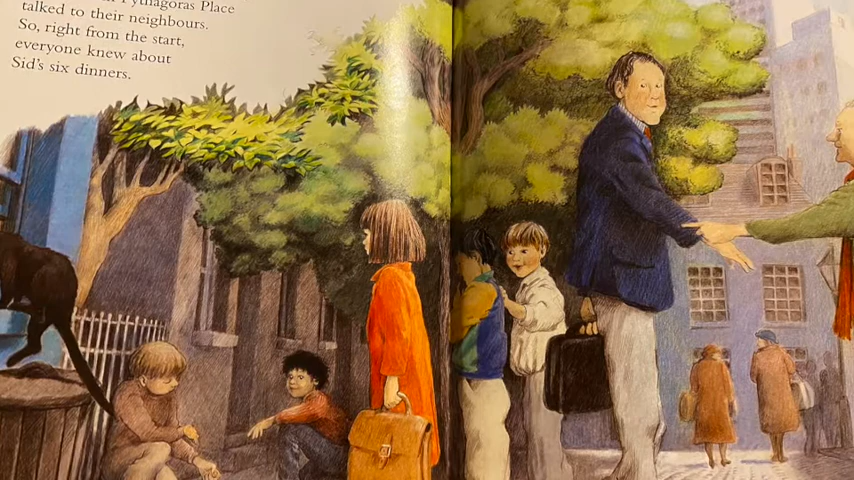 Pythagoras Place
talked to their neighbours.
So, right from the start,
everyone knew about
Sid's six dinners.